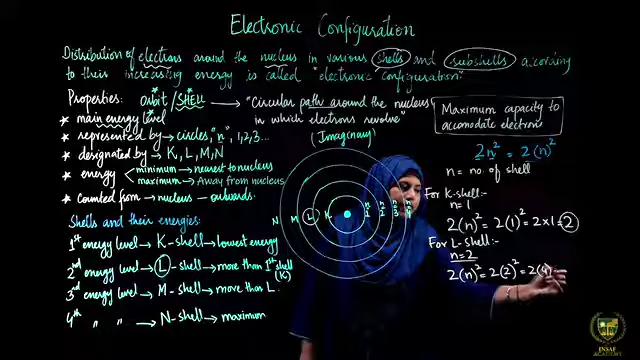 Electronic Configuration
Distribution of electrons around the nucleus in various shells and subshells according
to their increasing energy is called "electronic configuration"
Properties: orbit/SHELL → "Circular path around the nucleus
in which electrons revolve"
(Imaginary)
* main energy level
* represented by → circles, "n", 1,2,3...
* designated by → K, L, M, N
* energy minimum → nearest to nucleus
maximum → Away from nucleus
* Counted from → nucleus — outwards.
Shells and their energies:
1st energy level → K-shell → lowest energy
2nd energy level → L-shell → more than 1st shell
(K)
3rd energy level → M-shell → more than L.
4th " " → N-shell → maximum
N M L K
Maximum capacity to
accomodate electrons
2n² = 2(n)²
n = no. of shell
For K-shell:-
n=1
2(n)² = 2(1)² = 2×1 = 2
For L-shell:-
n=2
2(n)² = 2(2)² = 2(4) =
INSAF
ACADEMY